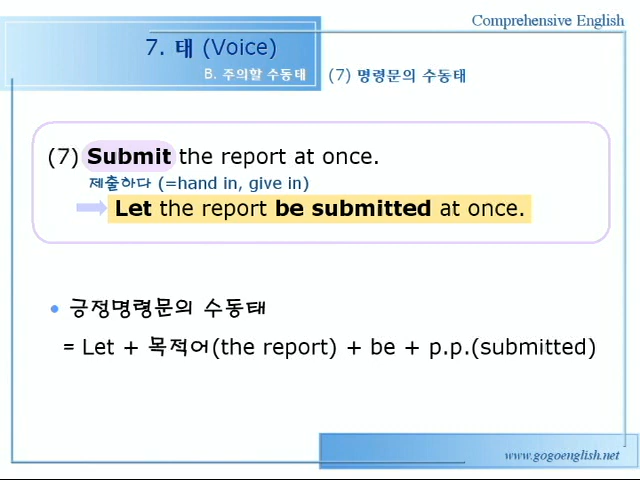 Comprehensive English
7. 태 (Voice)
B. 주의할 수동태 (7) 명령문의 수동태
(7) Submit the report at once.
제출하다 (=hand in, give in)
Let the report be submitted at once.
• 긍정명령문의 수동태
= Let + 목적어(the report) + be + p.p.(submitted)
www.gogoenglish.net